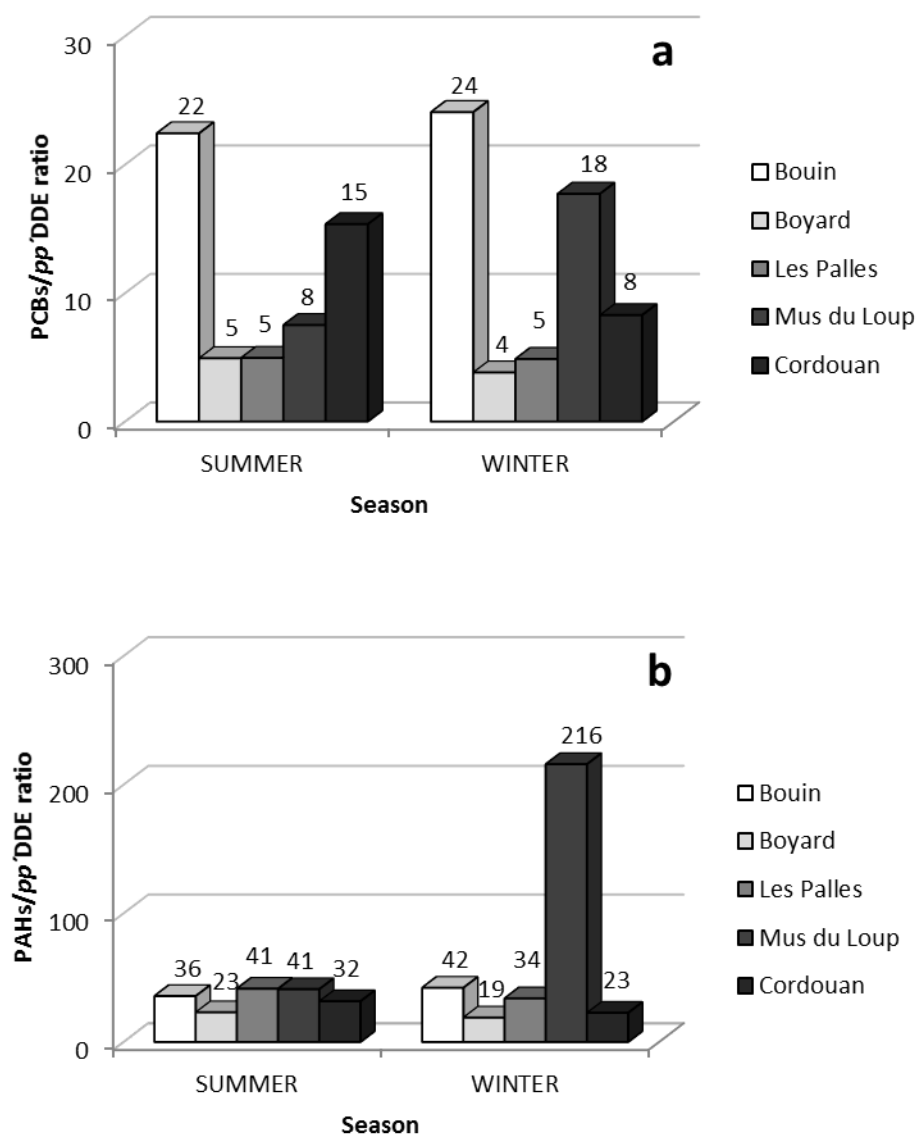 a
30
20
10
0
PCBs/pp'DDE ratio
22
5
5
8
15
24
4
5
18
8
SUMMER
WINTER
Season
Bouin
Boyard
Les Palles
Mus du Loup
Cordouan
b
300
200
100
0
PAHs/pp'DDE ratio
36
23
41
41
32
42
19
34
216
23
SUMMER
WINTER
Season
Bouin
Boyard
Les Palles
Mus du Loup
Cordouan